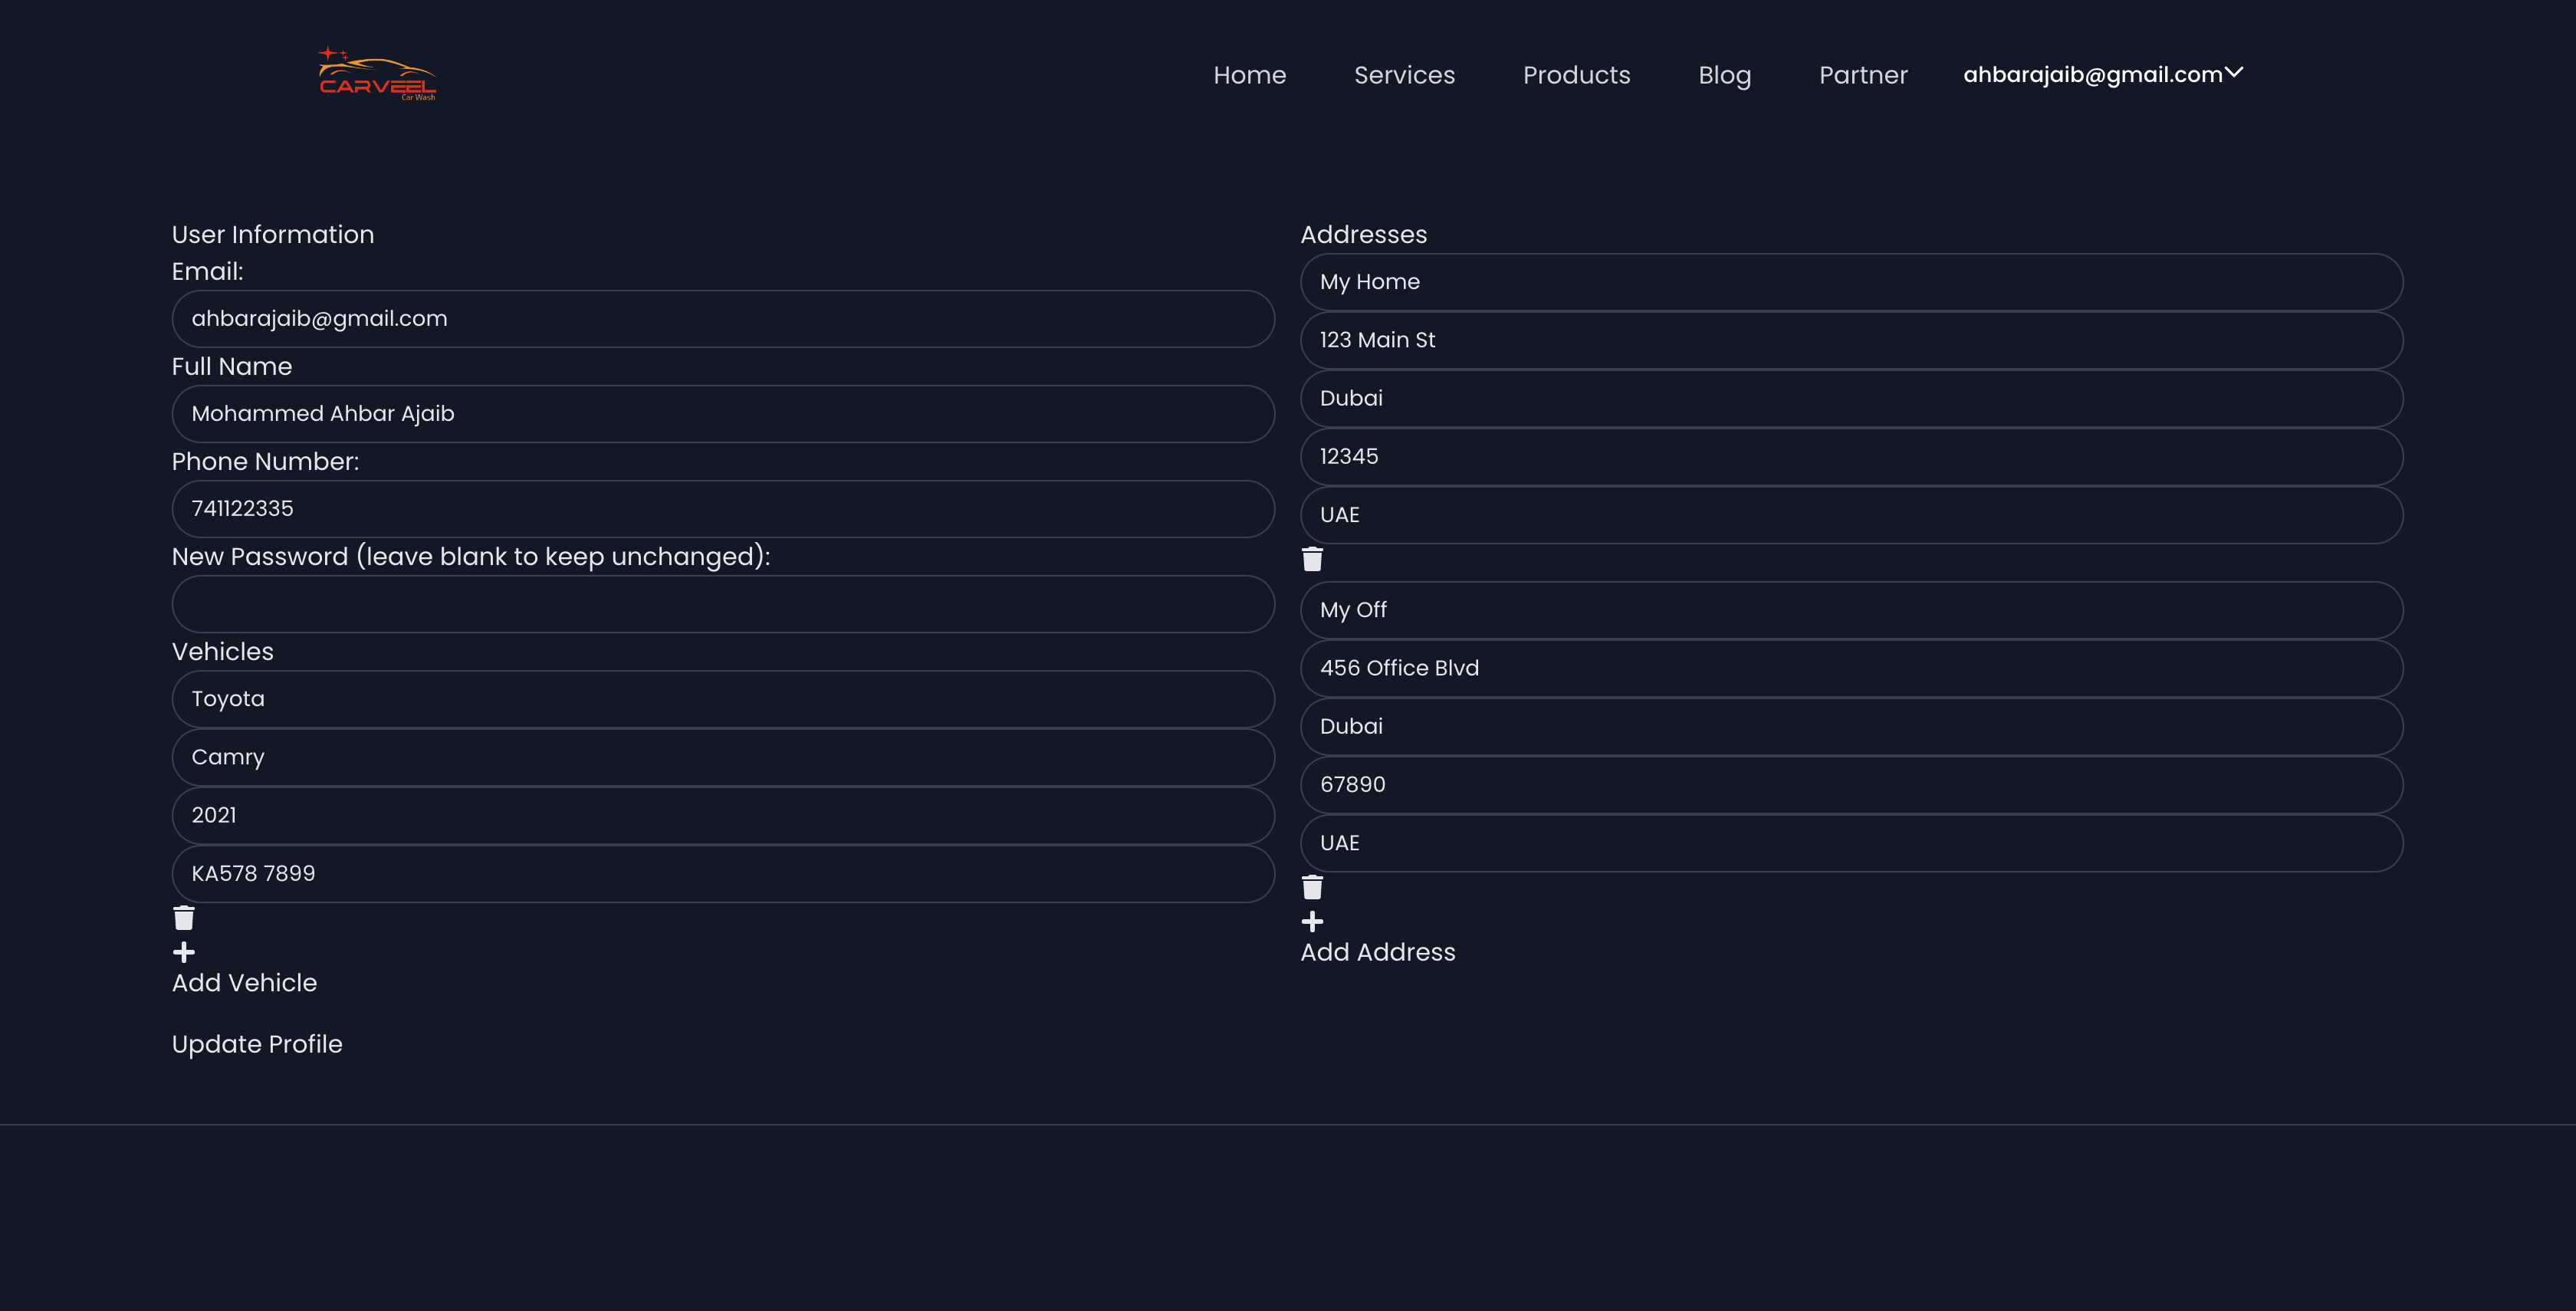 CARVEEL
Car Wash
Home Services Products Blog Partner ahbarajaib@gmail.com
User Information
Email:
ahbarajaib@gmail.com
Full Name
Mohammed Ahbar Ajaib
Phone Number:
741122335
New Password (leave blank to keep unchanged):
Vehicles
Toyota
Camry
2021
KA578 7899
Add Vehicle
Update Profile
Addresses
My Home
123 Main St
Dubai
12345
UAE
My Off
456 Office Blvd
Dubai
67890
UAE
Add Address